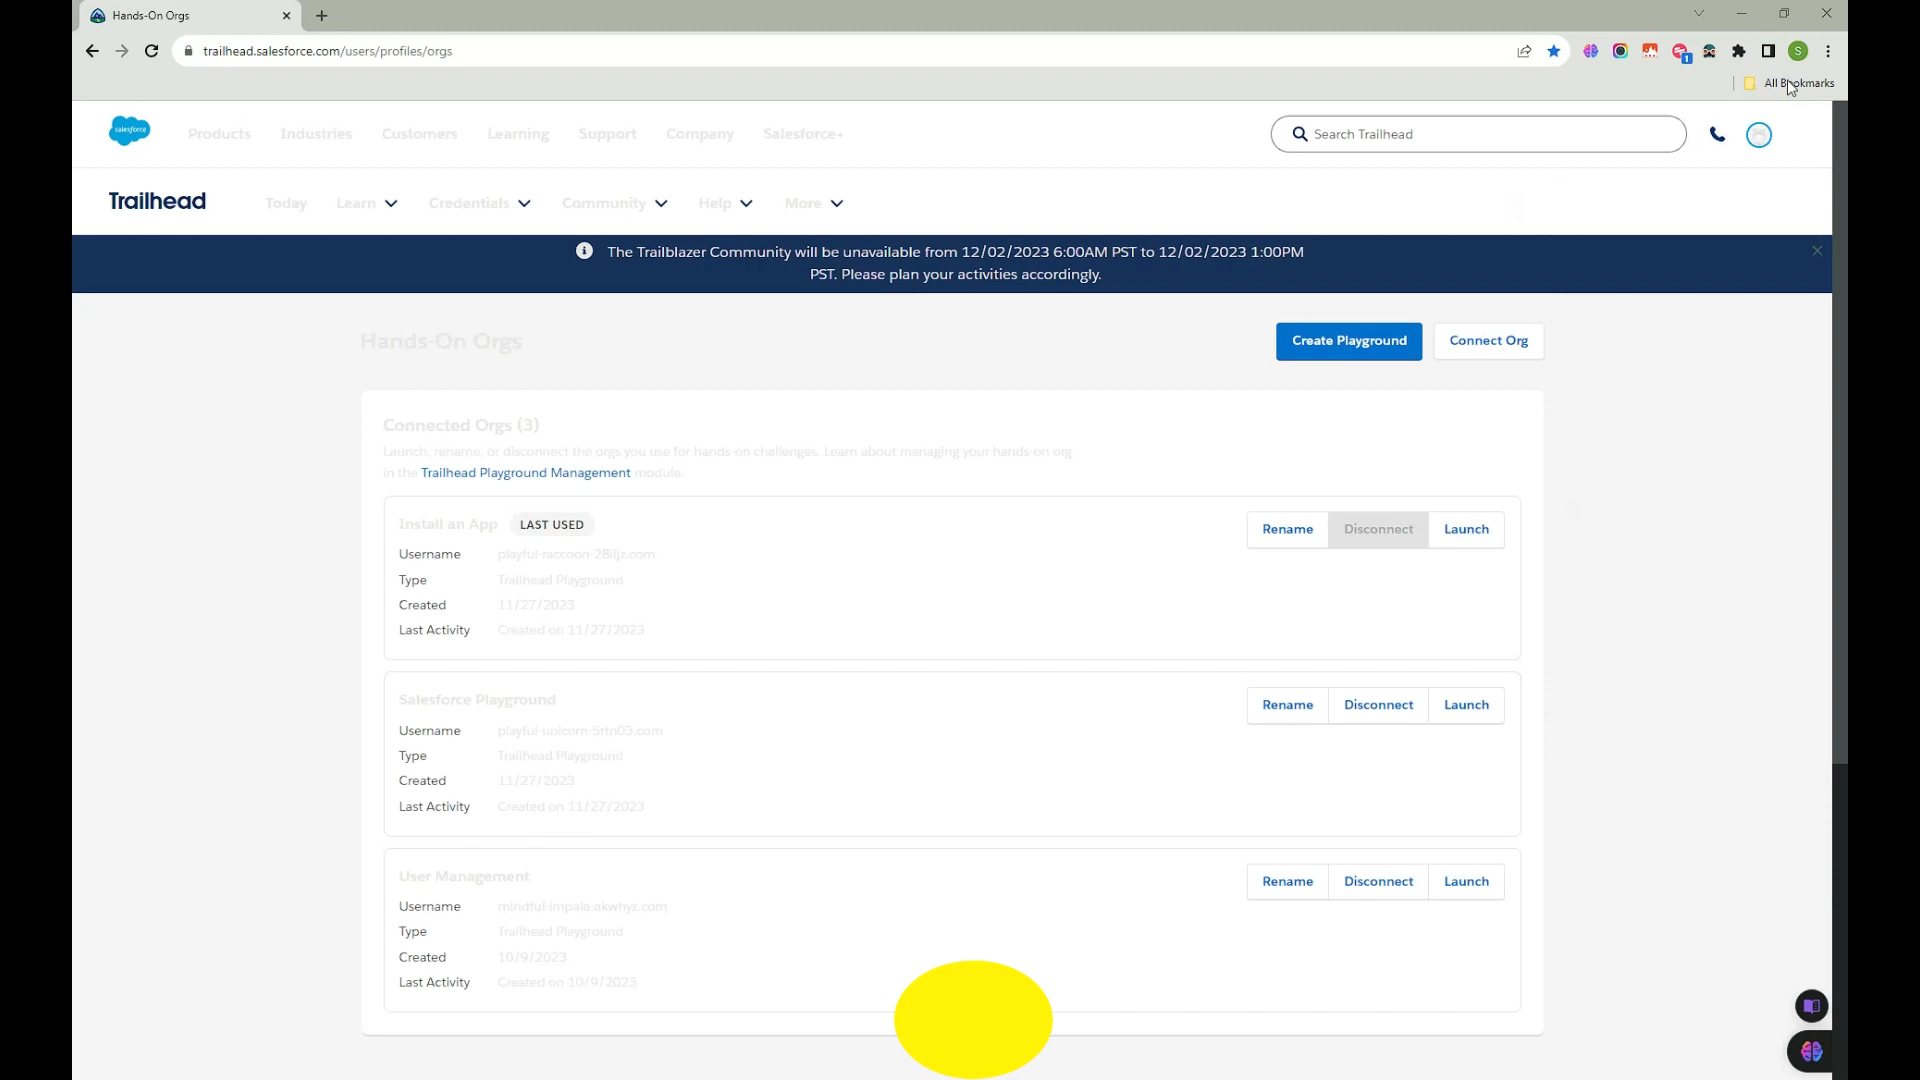 Hands-On Orgs
trailhead.salesforce.com/users/profiles/orgs
1
S
All Bookmarks
salesforce
Products Industries Customers Learning Support Company Salesforce+
Search Trailhead
Trailhead
Today Learn Credentials Community Help More
The Trailblazer Community will be unavailable from 12/02/2023 6:00AM PST to 12/02/2023 1:00PM
PST. Please plan your activities accordingly.
Hands-On Orgs
Create Playground
Connect Org
Connected Orgs (3)
Launch, rename, or disconnect the orgs you use for hands-on challenges. Learn about managing your hands-on org
in the Trailhead Playground Management module.
Install an App LAST USED
Rename Disconnect Launch
Username playful-raccoon-28iljz.com
Type Trailhead Playground
Created 11/27/2023
Last Activity Created on 11/27/2023
Salesforce Playground
Rename Disconnect Launch
Username playful-unicorn-5rtn03.com
Type Trailhead Playground
Created 11/27/2023
Last Activity Created on 11/27/2023
User Management
Rename Disconnect Launch
Username mindful-impala-akwhyz.com
Type Trailhead Playground
Created 10/9/2023
Last Activity Created on 10/9/2023